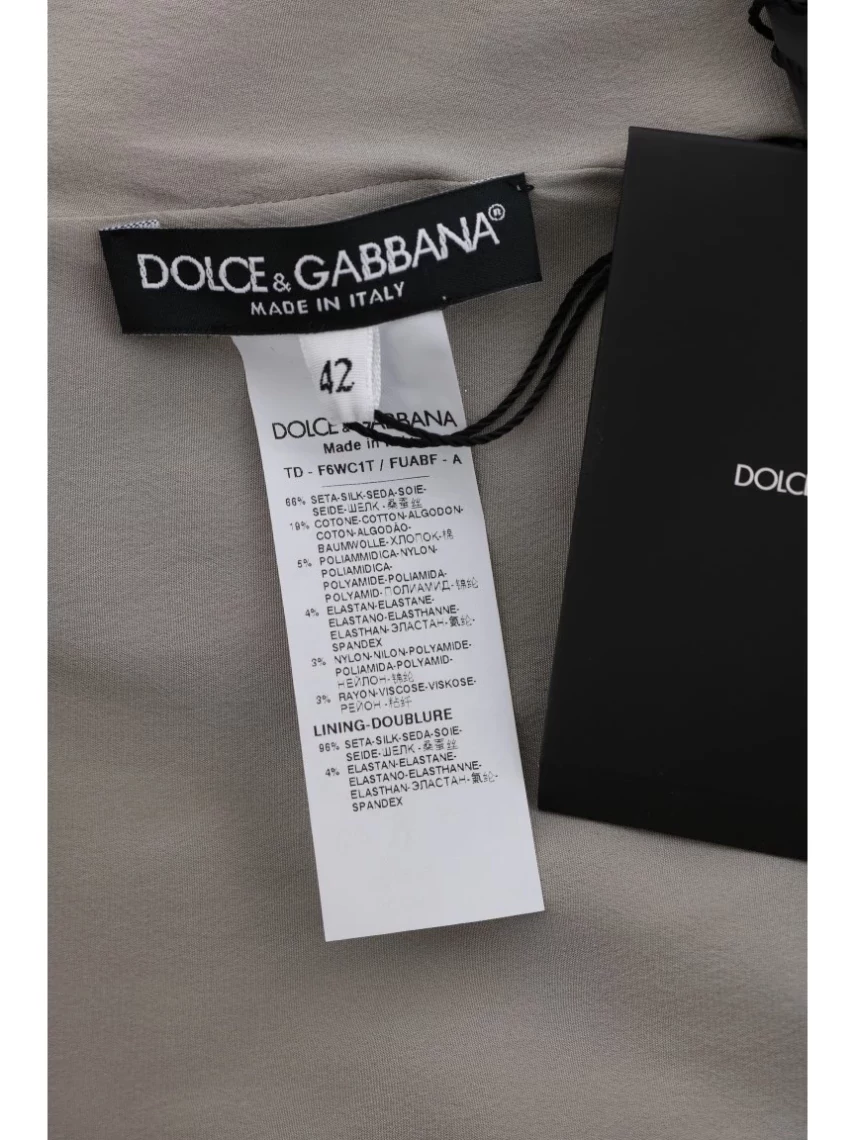 DOLCE & GABBANA®
MADE IN ITALY
42
DOLCE & GABBANA
Made in
TD - F6WC1T / FUABF - A
66% SETA-SILK-SEDA-SOIE-
SEIDE-ШЕЛК-桑蚕丝
19% COTONE-COTTON-ALGODON-
COTON-ALGODÃO-
BAUMWOLLE-ХЛОПОК-棉
5% POLIAMMIDICA-NYLON-
POLIAMIDICA-
POLYAMIDE-POLIAMIDA-
POLYAMID-ПОЛИАМИД-锦纶
4% ELASTAN-ELASTANE-
ELASTANO-ELASTHANNE-
ELASTHAN-ЭЛАСТАН-氨纶-
SPANDEX
3% NYLON-NILON-POLYAMIDE-
POLIAMIDA-POLYAMID-
НЕЙЛОН-锦纶
3% RAYON-VISCOSE-VISKOSE-
РЕЙОН-粘纤
LINING-DOUBLURE
96% SETA-SILK-SEDA-SOIE-
SEIDE-ШЕЛК-桑蚕丝
4% ELASTAN-ELASTANE-
ELASTANO-ELASTHANNE-
ELASTHAN-ЭЛАСТАН-氨纶-
SPANDEX
DOLC